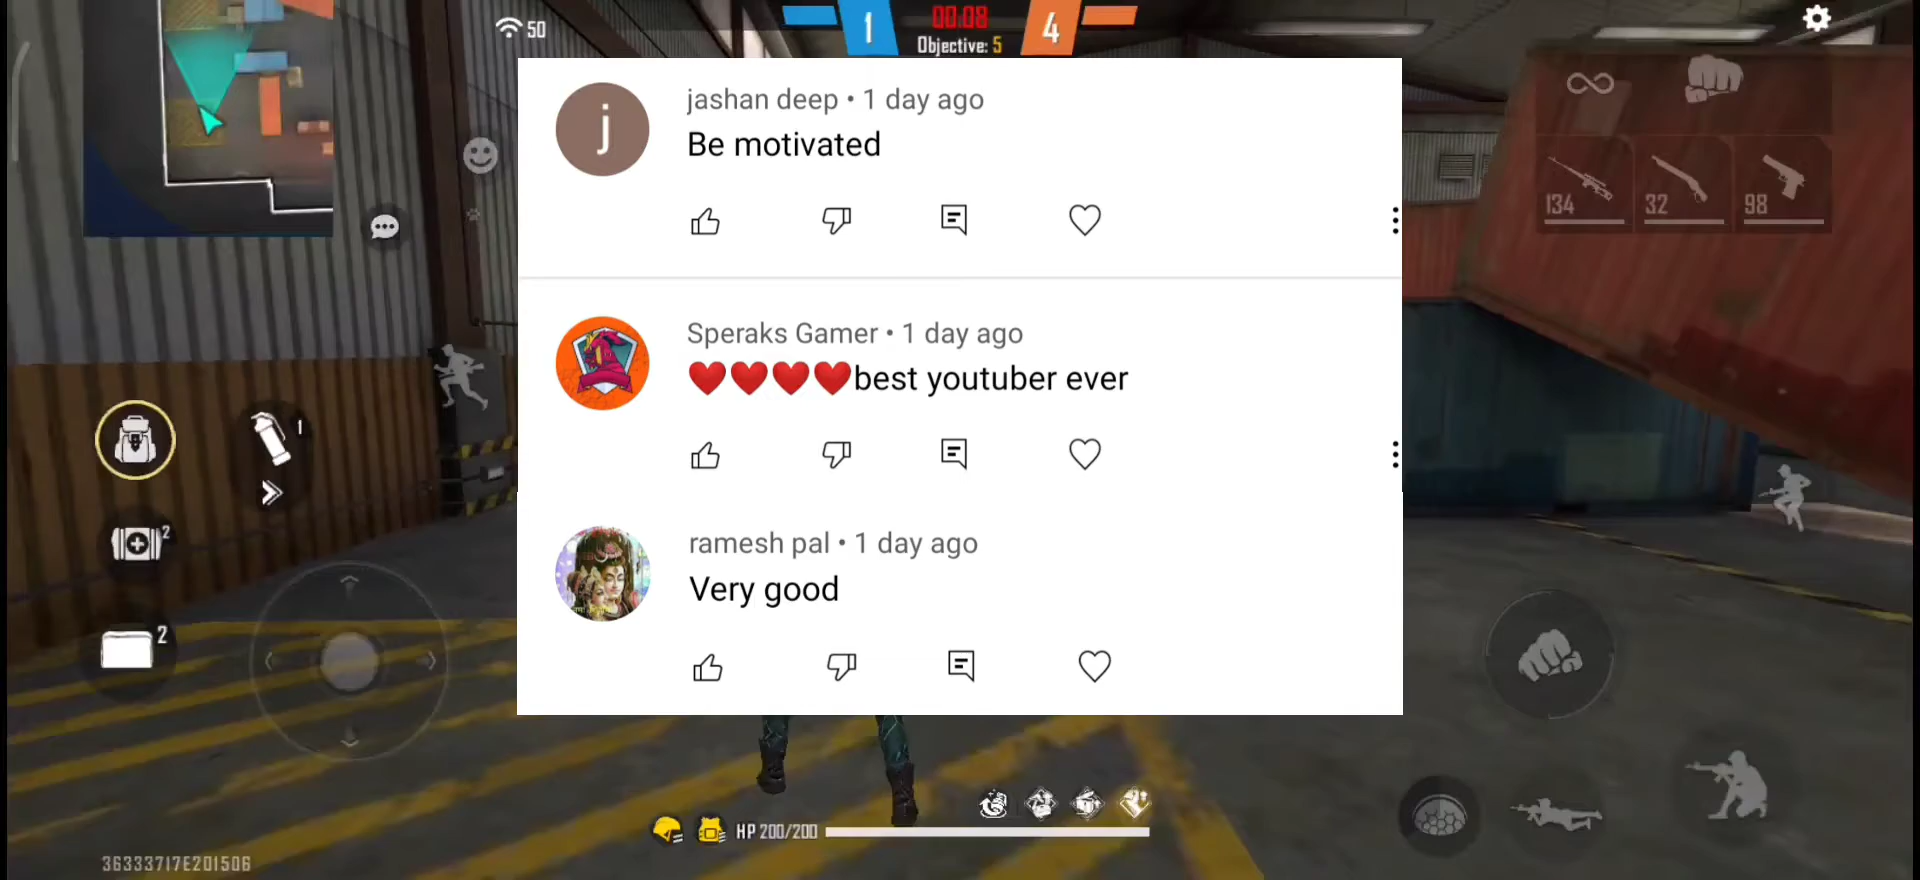 50
1
00:08
Objective: 5
4
j
jashan deep • 1 day ago
Be motivated
134
32
98
Speraks Gamer • 1 day ago
❤️❤️❤️❤️best youtuber ever
1
2
ramesh pal • 1 day ago
Very good
2
HP 200/200
36333717E201506